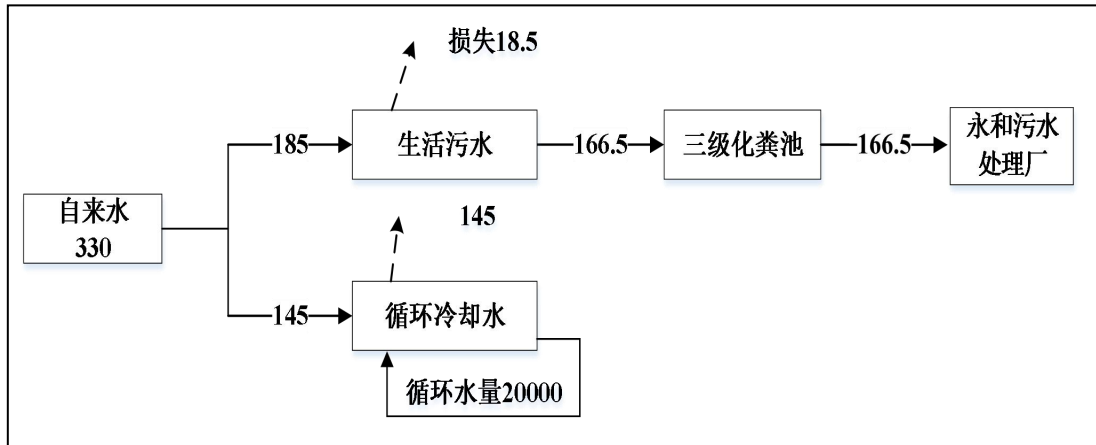 损失18.5
185
生活污水
166.5
三级化粪池
166.5
永和污水
处理厂
自来水
330
145
145
循环冷却水
循环水量20000